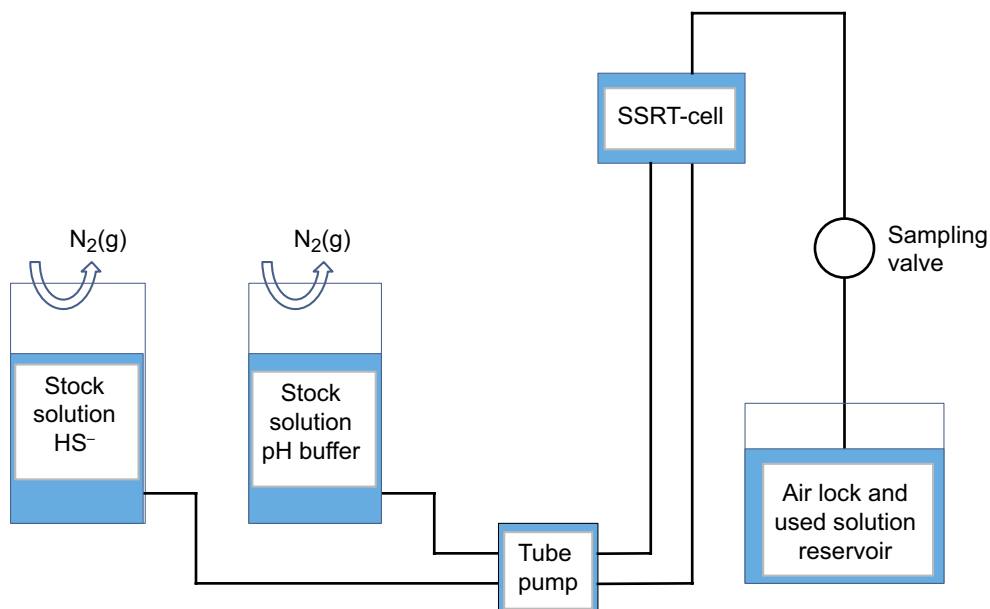 SSRT-cell
N₂(g)
N₂(g)
Sampling
valve
Stock
solution
HS⁻
Stock
solution
pH buffer
Air lock and
used solution
reservoir
Tube
pump